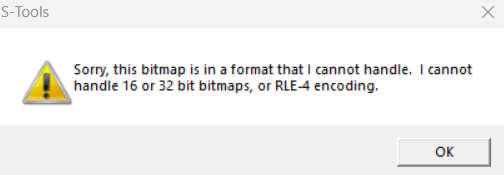 S-Tools
Sorry, this bitmap is in a format that I cannot handle.  I cannot
handle 16 or 32 bit bitmaps, or RLE-4 encoding.
OK